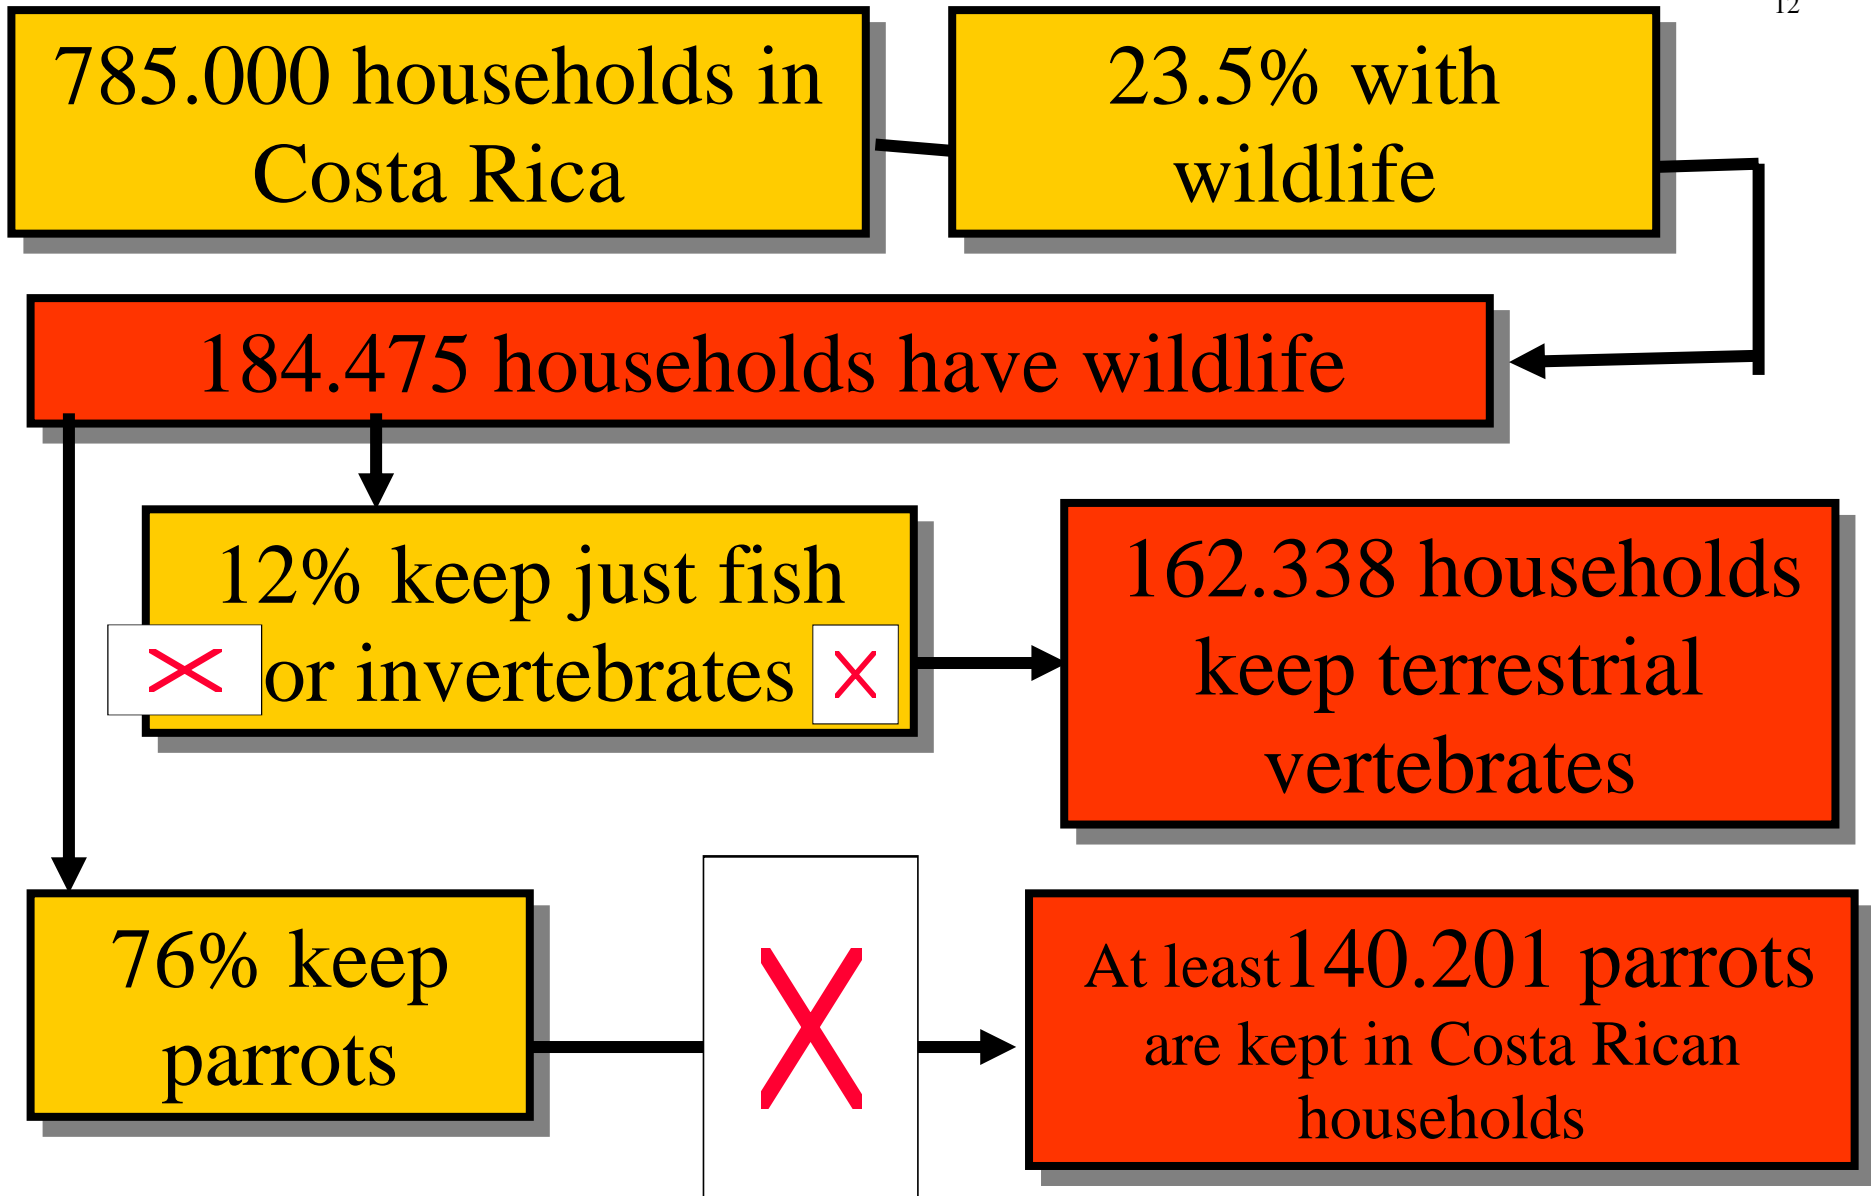 12
785.000 households in
Costa Rica
23.5% with
wildlife
184.475 households have wildlife
12% keep just fish
or invertebrates
162.338 households
keep terrestrial
vertebrates
76% keep
parrots
At least140.201 parrots
are kept in Costa Rican
households